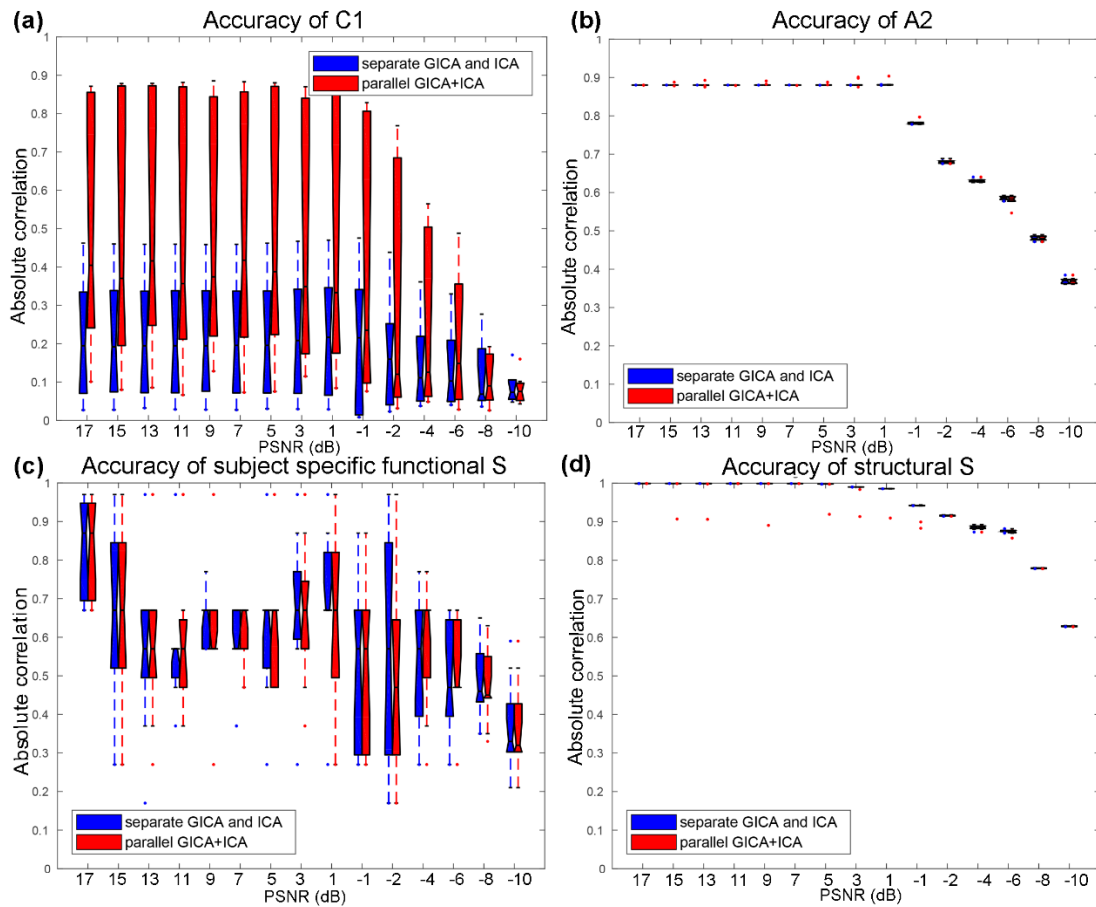 (a) Accuracy of C1
1
0.9
0.8
0.7
0.6
0.5
0.4
0.3
0.2
0.1
0
Absolute correlation
separate GICA and ICA
parallel GICA+ICA
17 15 13 11 9 7 5 3 1 -1 -2 -4 -6 -8 -10
PSNR (dB)
(b) Accuracy of A2
1
0.9
0.8
0.7
0.6
0.5
0.4
0.3
0.2
0.1
0
Absolute correlation
separate GICA and ICA
parallel GICA+ICA
17 15 13 11 9 7 5 3 1 -1 -2 -4 -6 -8 -10
PSNR (dB)
(c) Accuracy of subject specific functional S
1
0.9
0.8
0.7
0.6
0.5
0.4
0.3
0.2
0.1
0
Absolute correlation
separate GICA and ICA
parallel GICA+ICA
17 15 13 11 9 7 5 3 1 -1 -2 -4 -6 -8 -10
PSNR (dB)
(d) Accuracy of structural S
1
0.9
0.8
0.7
0.6
0.5
0.4
0.3
0.2
0.1
0
Absolute correlation
separate GICA and ICA
parallel GICA+ICA
17 15 13 11 9 7 5 3 1 -1 -2 -4 -6 -8 -10
PSNR (dB)